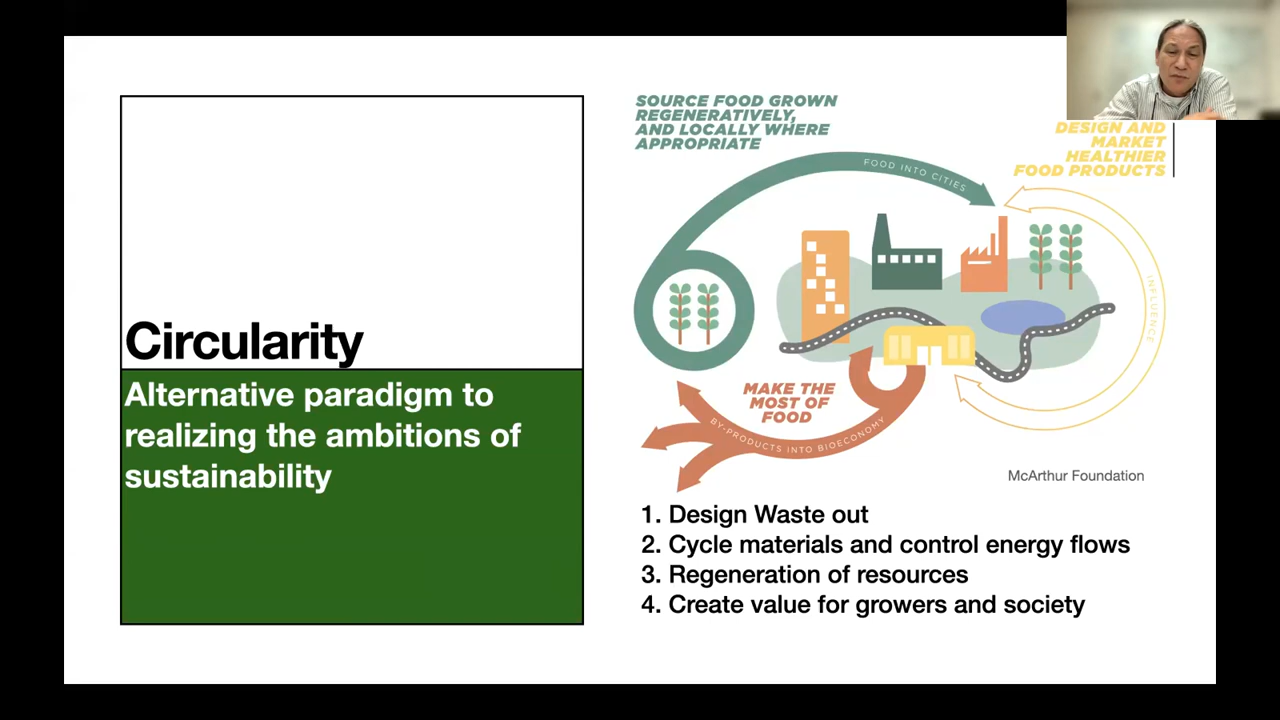 Circularity
Alternative paradigm to
realizing the ambitions of
sustainability
SOURCE FOOD GROWN
REGENERATIVELY,
AND LOCALLY WHERE
APPROPRIATE
FOOD INTO CITIES
DESIGN AND
MARKET
HEALTHIER
FOOD PRODUCTS
INFLUENCE
MAKE THE
MOST OF
FOOD
BY-PRODUCTS INTO BIOECONOMY
McArthur Foundation
1. Design Waste out
2. Cycle materials and control energy flows
3. Regeneration of resources
4. Create value for growers and society